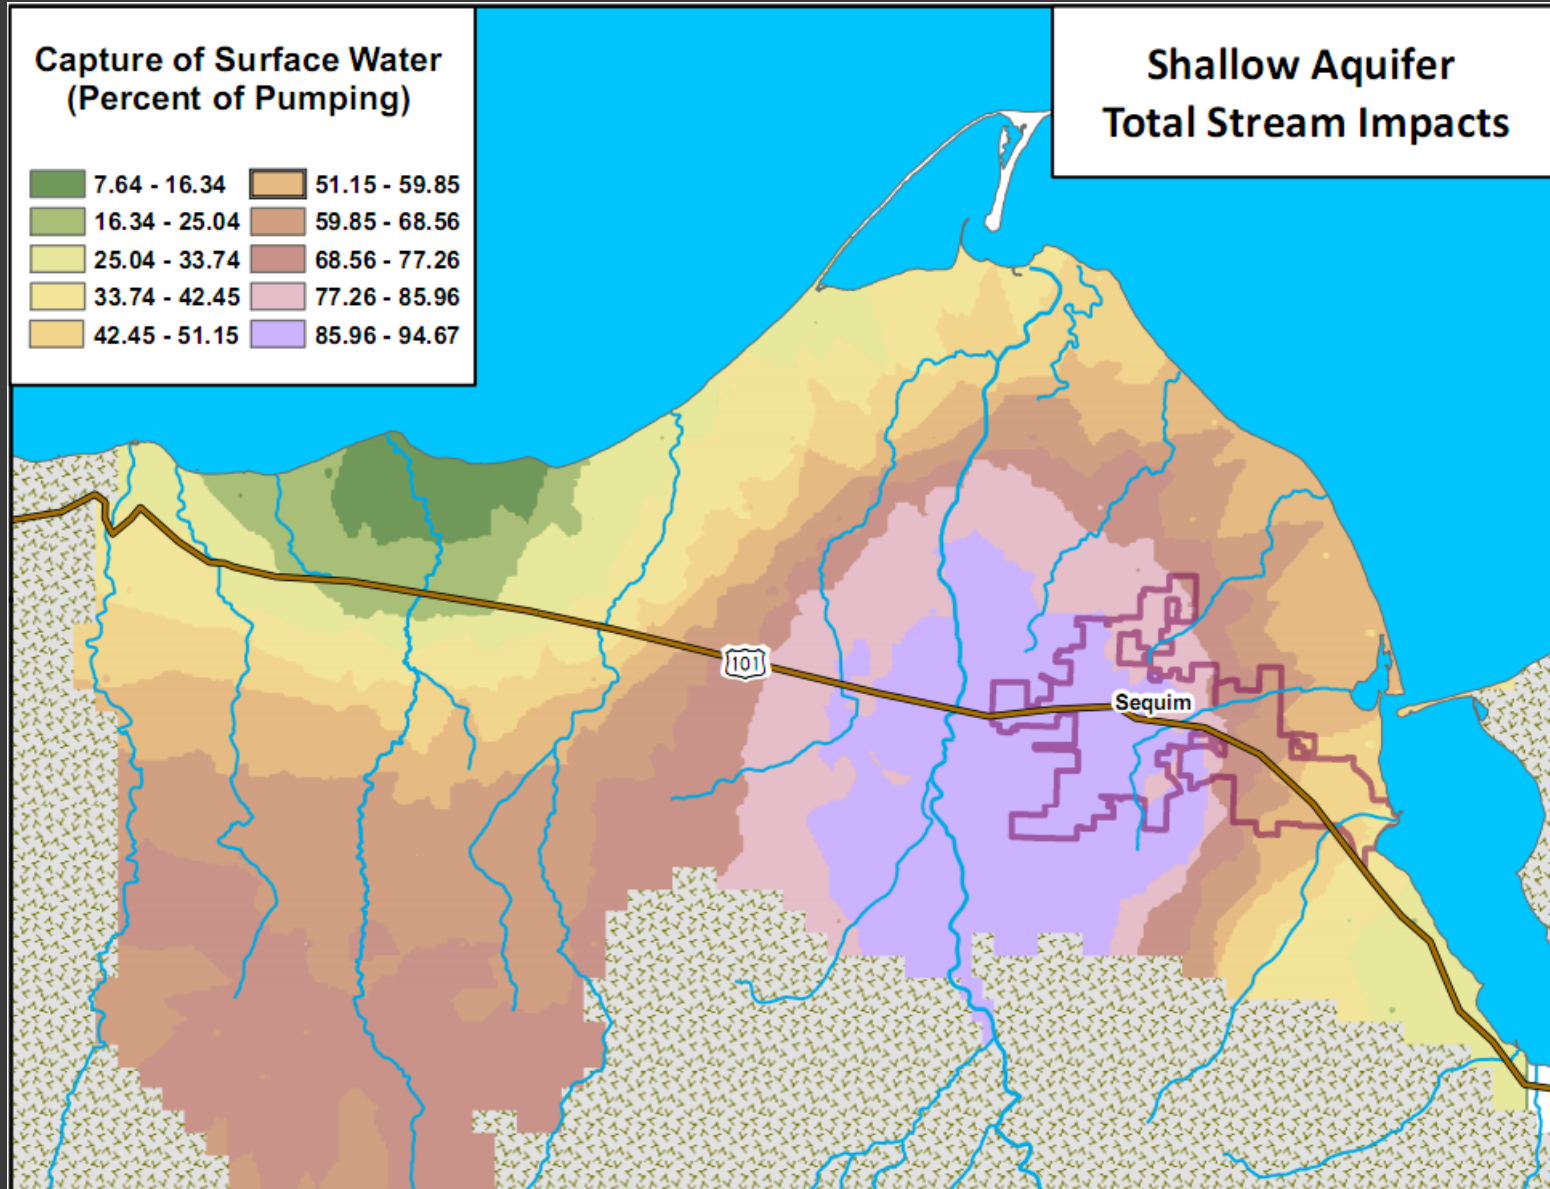 Capture of Surface Water
(Percent of Pumping)
7.64 - 16.34
16.34 - 25.04
25.04 - 33.74
33.74 - 42.45
42.45 - 51.15
51.15 - 59.85
59.85 - 68.56
68.56 - 77.26
77.26 - 85.96
85.96 - 94.67
Shallow Aquifer
Total Stream Impacts
101
Sequim